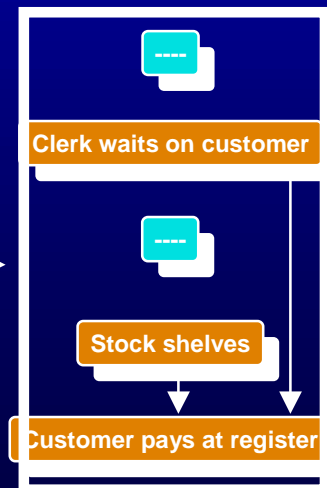 ----
Clerk waits on customer
----
Stock shelves
Customer pays at register